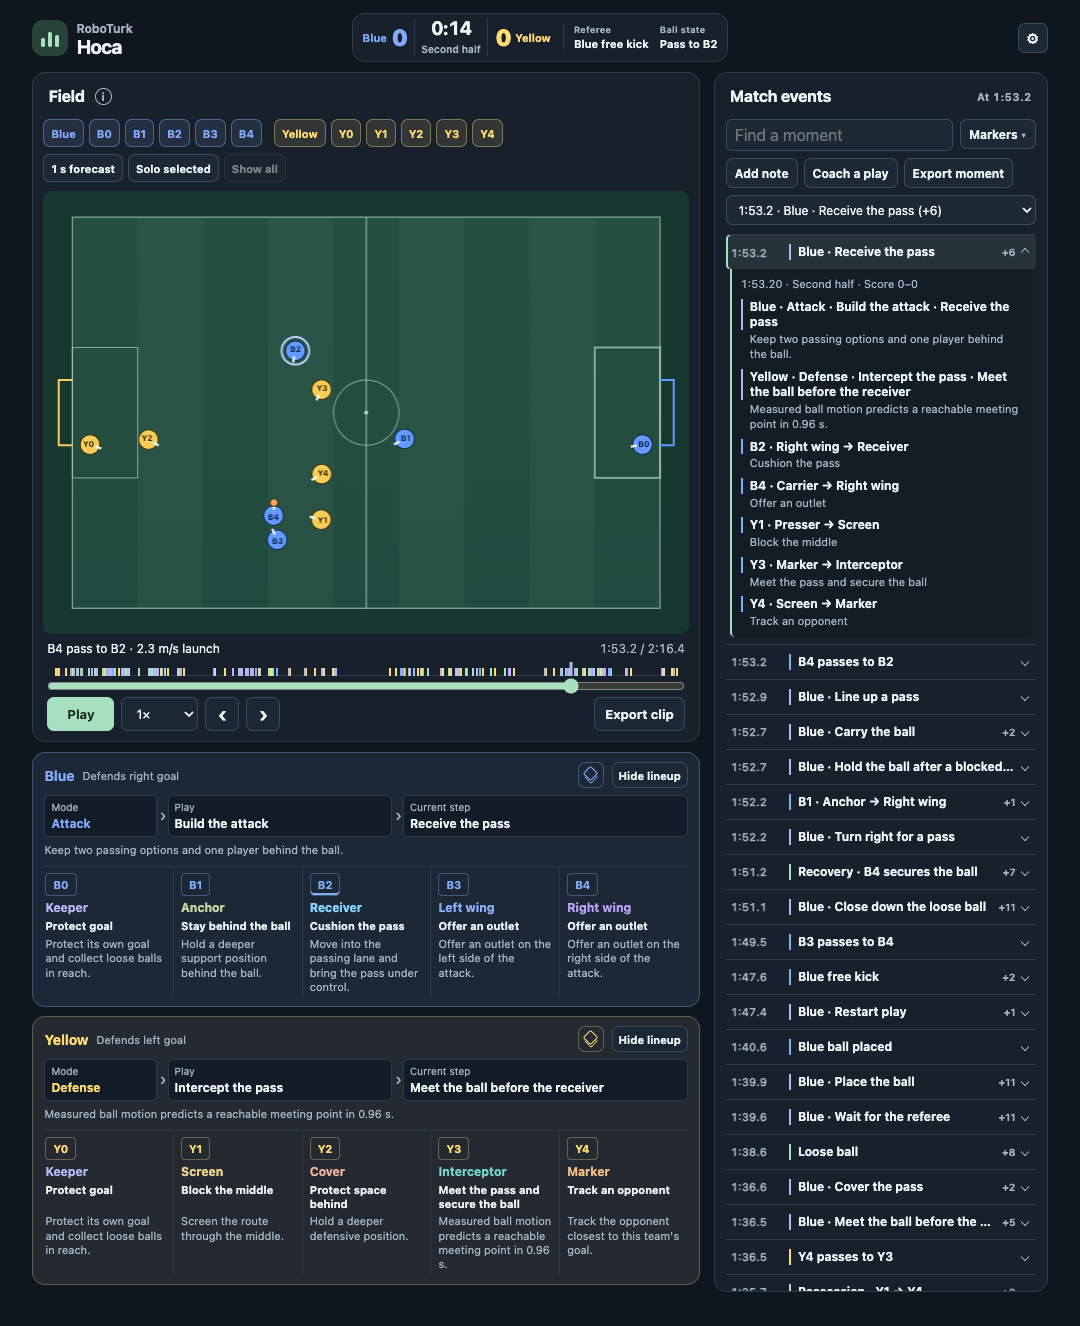 RoboTurk
Hoca
Blue 0
0:14
Second half
0 Yellow
Referee
Blue free kick
Ball state
Pass to B2
Field
Blue B0 B1 B2 B3 B4 Yellow Y0 Y1 Y2 Y3 Y4
1 s forecast Solo selected Show all
B2
Y3
B1
Y0
Y2
B0
Y4
B4
Y1
B3
B4 pass to B2 · 2.3 m/s launch
1:53.2 / 2:16.4
Play 1× ‹ › Export clip
Blue Defends right goal
Hide lineup
Mode
Attack
›
Play
Build the attack
›
Current step
Receive the pass
Keep two passing options and one player behind the ball.
B0
Keeper
Protect goal
Protect its own goal
and collect loose balls
in reach.
B1
Anchor
Stay behind the ball
Hold a deeper
support position
behind the ball.
B2
Receiver
Cushion the pass
Move into the
passing lane and
bring the pass under
control.
B3
Left wing
Offer an outlet
Offer an outlet on the
left side of the
attack.
B4
Right wing
Offer an outlet
Offer an outlet on the
right side of the
attack.
Yellow Defends left goal
Hide lineup
Mode
Defense
›
Play
Intercept the pass
›
Current step
Meet the ball before the receiver
Measured ball motion predicts a reachable meeting point in 0.96 s.
Y0
Keeper
Protect goal
Protect its own goal
and collect loose balls
in reach.
Y1
Screen
Block the middle
Screen the route
through the middle.
Y2
Cover
Protect space
behind
Hold a deeper
defensive position.
Y3
Interceptor
Meet the pass and
secure the ball
Measured ball motion
predicts a reachable
meeting point in 0.96
s.
Y4
Marker
Track an opponent
Track the opponent
closest to this team's
goal.
Match events
At 1:53.2
Find a moment
Markers
Add note Coach a play Export moment
1:53.2 · Blue · Receive the pass (+6)
1:53.2 Blue · Receive the pass +6
1:53.20 · Second half · Score 0–0
Blue · Attack · Build the attack · Receive the
pass
Keep two passing options and one player behind
the ball.
Yellow · Defense · Intercept the pass · Meet
the ball before the receiver
Measured ball motion predicts a reachable meeting
point in 0.96 s.
B2 · Right wing → Receiver
Cushion the pass
B4 · Carrier → Right wing
Offer an outlet
Y1 · Presser → Screen
Block the middle
Y3 · Marker → Interceptor
Meet the pass and secure the ball
Y4 · Screen → Marker
Track an opponent
1:53.2 B4 passes to B2
1:52.9 Blue · Line up a pass
1:52.7 Blue · Carry the ball +2
1:52.7 Blue · Hold the ball after a blocked...
1:52.2 B1 · Anchor → Right wing +1
1:52.2 Blue · Turn right for a pass
1:51.2 Recovery · B4 secures the ball +7
1:51.1 Blue · Close down the loose ball +11
1:49.5 B3 passes to B4
1:47.6 Blue free kick +2
1:47.4 Blue · Restart play +1
1:40.6 Blue ball placed
1:39.9 Blue · Place the ball +11
1:39.6 Blue · Wait for the referee +11
1:38.6 Loose ball +8
1:36.6 Blue · Cover the pass +2
1:36.5 Blue · Meet the ball before the ... +5
1:36.5 Y4 passes to Y3